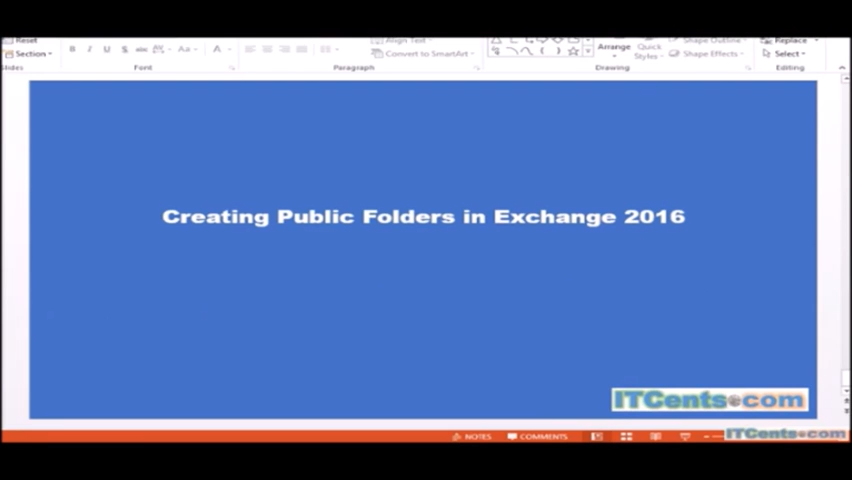 Reset
Section
B I U S abc AV Aa A
Align Text
Convert to SmartArt
Arrange
Quick
Styles
Shape Outline
Shape Effects
Replace
Select
Slides
Font
Paragraph
Drawing
Editing
Creating Public Folders in Exchange 2016
ITCents.com
NOTES
COMMENTS
ITCents.com